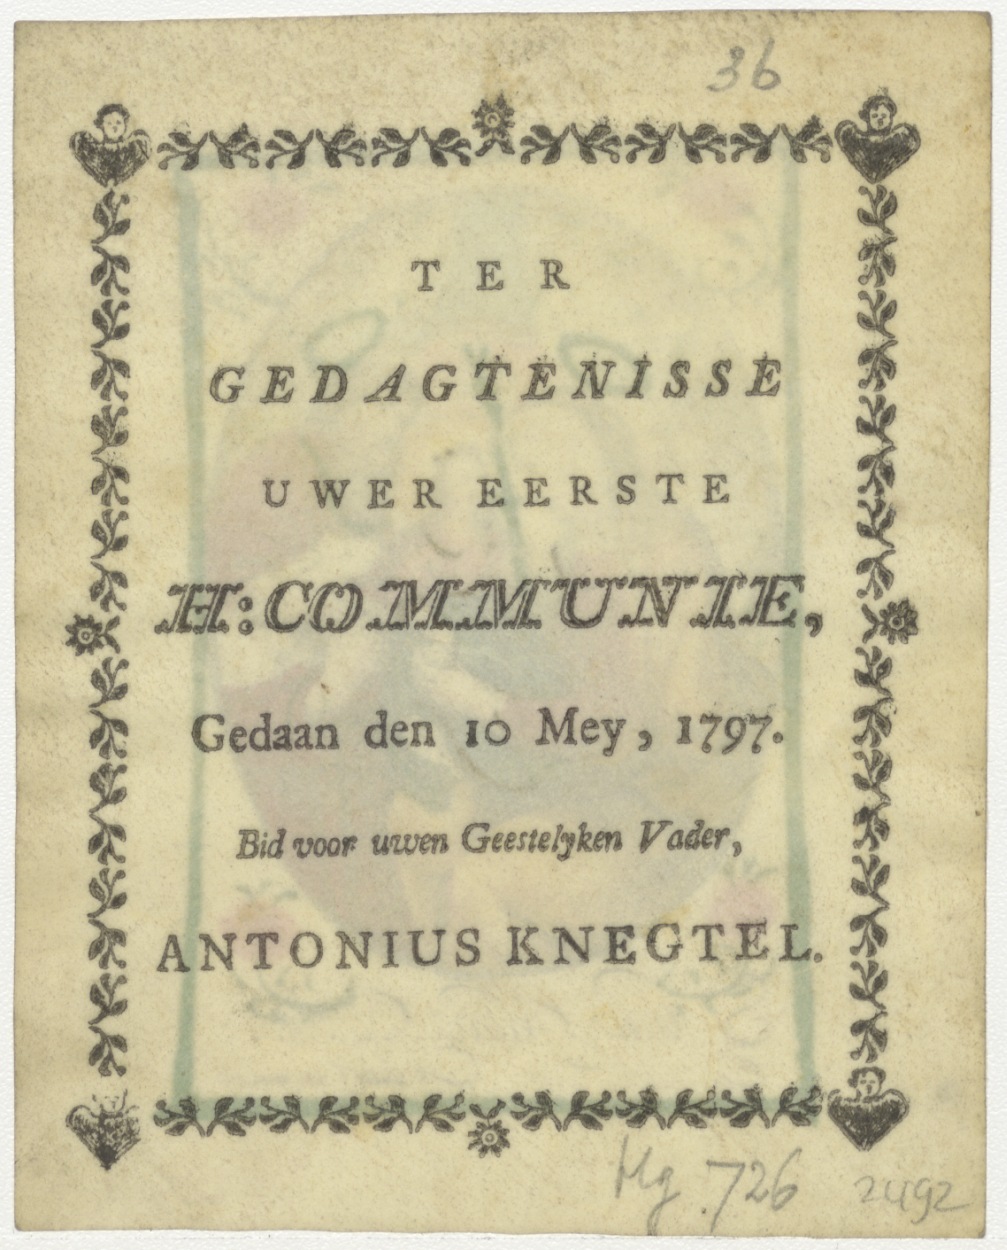 36
TER
GEDAGTENISSE
UWER EERSTE
H: COMMUNIE,
Gedaan den 10 Mey, 1797.
Bid voor uwen Geestelyken Vader,
ANTONIUS KNEGTEL.
Hg. 726
2492